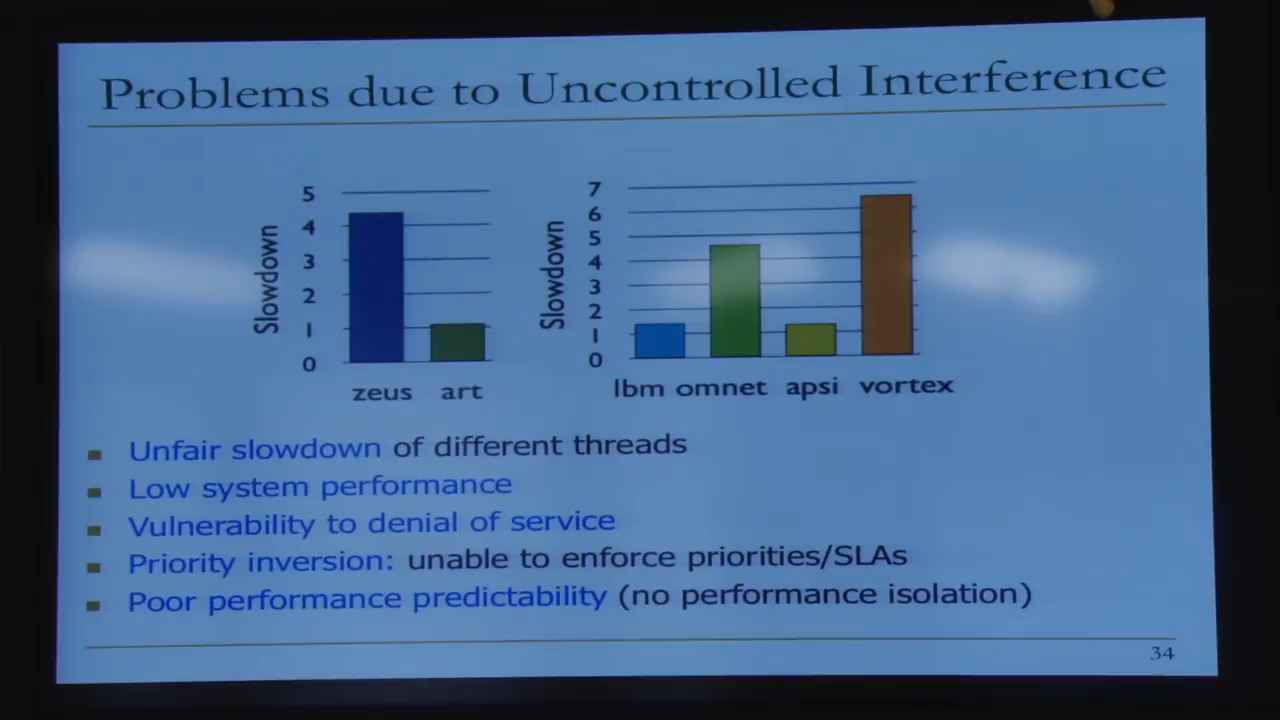 Problems due to Uncontrolled Interference
5
4
3
2
1
0
Slowdown
zeus art
7
6
5
4
3
2
1
0
Slowdown
lbm omnet apsi vortex
Unfair slowdown of different threads
Low system performance
Vulnerability to denial of service
Priority inversion: unable to enforce priorities/SLAs
Poor performance predictability (no performance isolation)
34